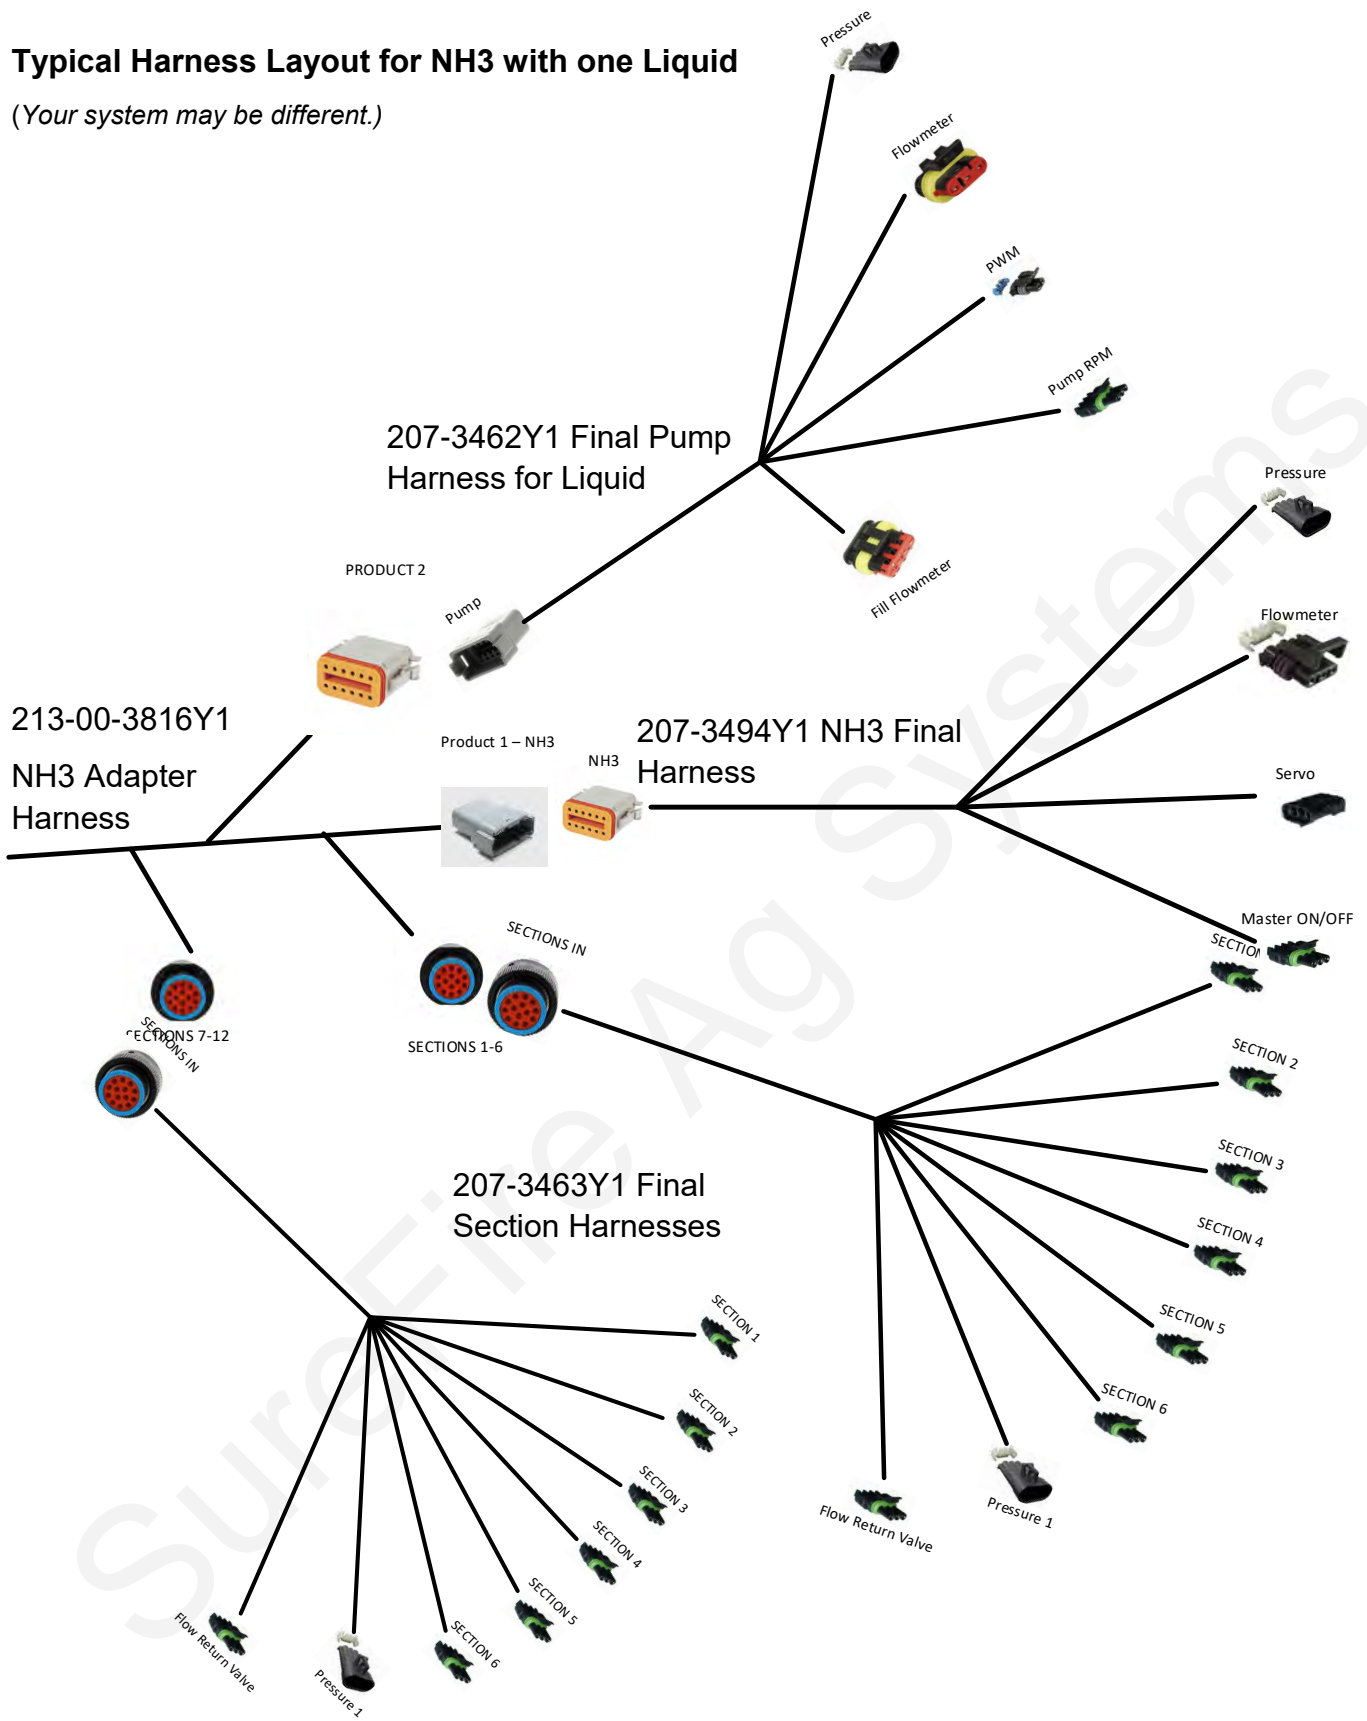 Typical Harness Layout for NH3 with one Liquid
(Your system may be different.)
Pressure
Flowmeter
PWM
Pump RPM
207-3462Y1 Final Pump
Harness for Liquid
Fill Flowmeter
PRODUCT 2
Pump
Pressure
Flowmeter
213-00-3816Y1
NH3 Adapter
Harness
Product 1 – NH3
NH3
207-3494Y1 NH3 Final
Harness
Servo
Master ON/OFF
SECTIONS IN
SECTIONS 1-6
SECTIONS 7-12
SECTIONS IN
SECTION
SECTION 2
SECTION 3
SECTION 4
SECTION 5
SECTION 6
Pressure 1
Flow Return Valve
207-3463Y1 Final
Section Harnesses
SECTION 1
SECTION 2
SECTION 3
SECTION 4
SECTION 5
SECTION 6
Pressure 1
Flow Return Valve
SureFire Ag Systems